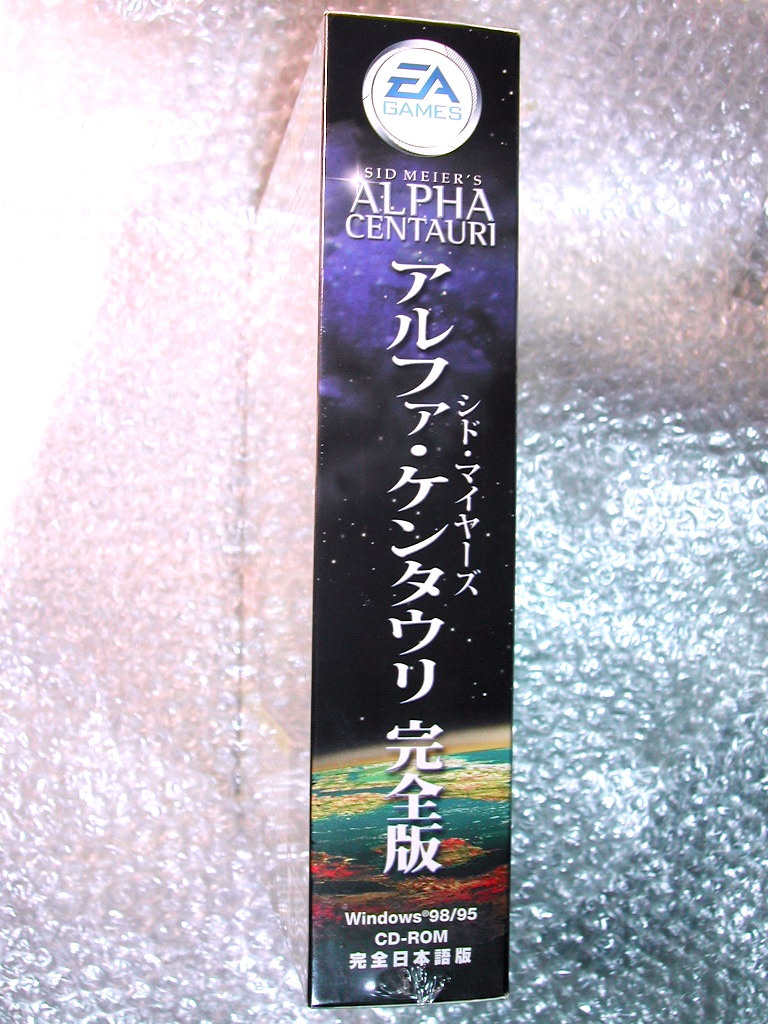 EA
GAMES
SID MEIER'S
ALPHA
CENTAURI
シド・マイヤーズ
アルファ・ケンタウリ 完全版
Windows®98/95
CD-ROM
完全日本語版